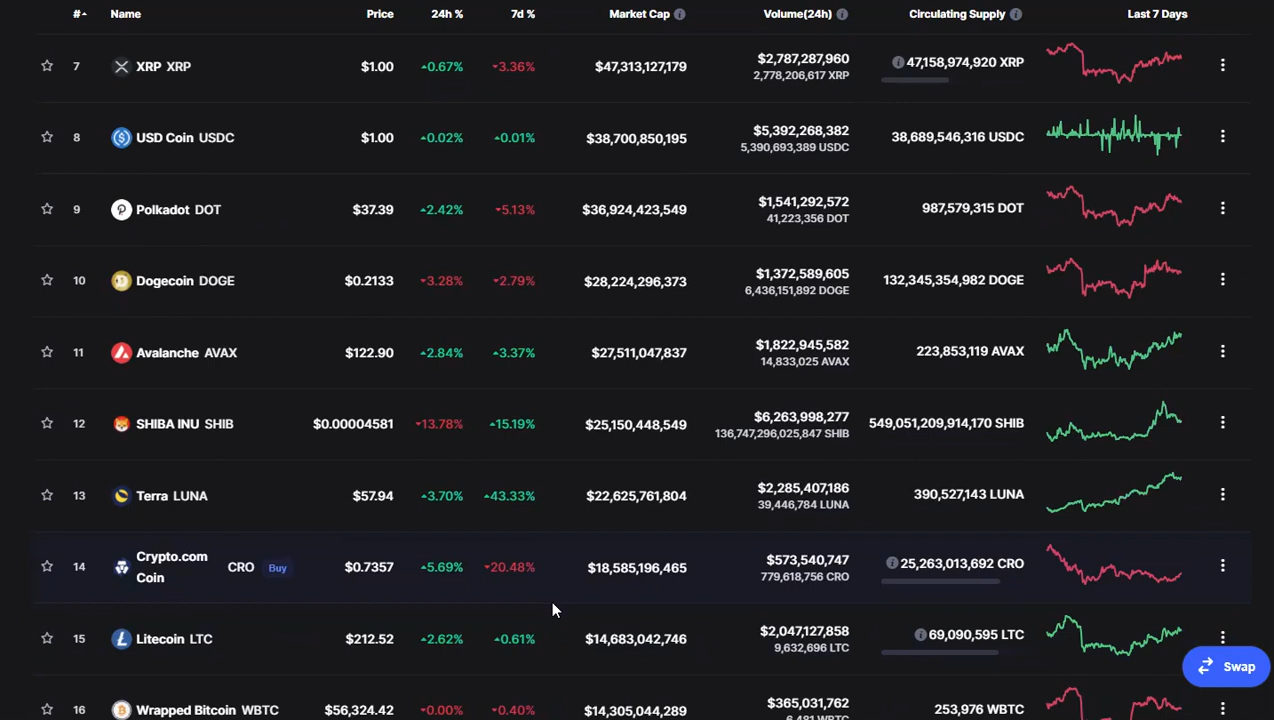 #▲ Name Price 24h % 7d % Market Cap Volume(24h) Circulating Supply Last 7 Days
7 XRP XRP $1.00 0.67% 3.36% $47,313,127,179 $2,787,287,960 47,158,974,920 XRP
2,778,206,617 XRP
8 USD Coin USDC $1.00 0.02% 0.01% $38,700,850,195 $5,392,268,382 38,689,546,316 USDC
5,390,693,389 USDC
9 Polkadot DOT $37.39 2.42% 5.13% $36,924,423,549 $1,541,292,572 987,579,315 DOT
41,223,356 DOT
10 Dogecoin DOGE $0.2133 3.28% 2.79% $28,224,296,373 $1,372,589,605 132,345,354,982 DOGE
6,436,151,892 DOGE
11 Avalanche AVAX $122.90 2.84% 3.37% $27,511,047,837 $1,822,945,582 223,853,119 AVAX
14,833,025 AVAX
12 SHIBA INU SHIB $0.00004581 13.78% 15.19% $25,150,448,549 $6,263,998,277 549,051,209,914,170 SHIB
136,747,296,025,847 SHIB
13 Terra LUNA $57.94 3.70% 43.33% $22,625,761,804 $2,285,407,186 390,527,143 LUNA
39,446,784 LUNA
14 Crypto.com Coin CRO Buy $0.7357 5.69% 20.48% $18,585,196,465 $573,540,747 25,263,013,692 CRO
779,618,756 CRO
15 Litecoin LTC $212.52 2.62% 0.61% $14,683,042,746 $2,047,127,858 69,090,595 LTC
9,632,696 LTC
Swap
16 Wrapped Bitcoin WBTC $56,324.42 0.00% 0.40% $14,305,044,289 $365,031,762 253,976 WBTC
6,481 WBTC